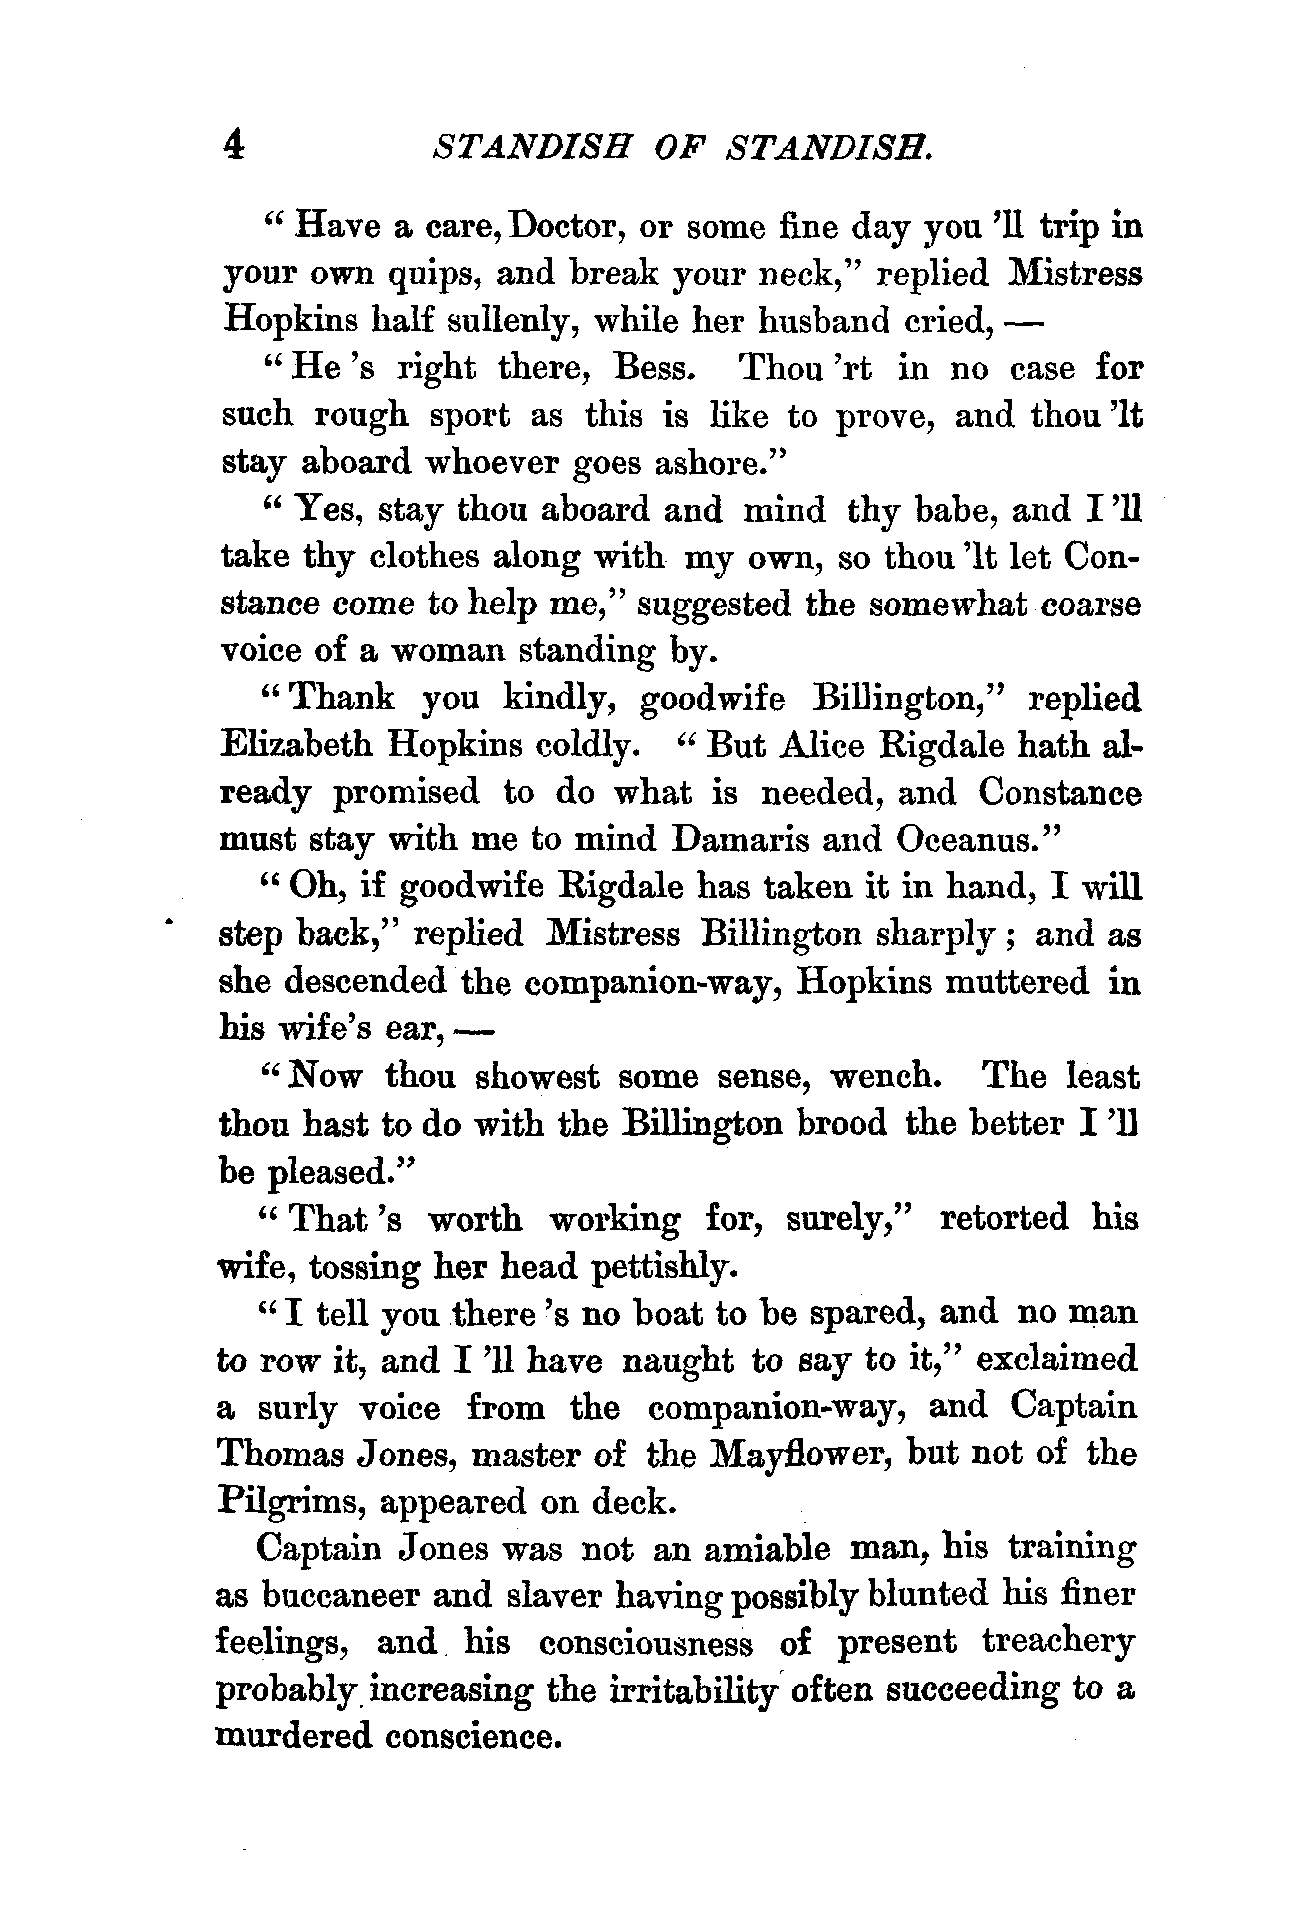 4 STANDISH OF STANDISH.
“ Have a care, Doctor, or some fine day you ’ll trip in
your own quips, and break your neck,” replied Mistress
Hopkins half sullenly, while her husband cried, —
“ He ’s right there, Bess. Thou ’rt in no case for
such rough sport as this is like to prove, and thou ’lt
stay aboard whoever goes ashore.”
“ Yes, stay thou aboard and mind thy babe, and I ’ll
take thy clothes along with my own, so thou ’lt let Con-
stance come to help me,” suggested the somewhat coarse
voice of a woman standing by.
“ Thank you kindly, goodwife Billington,” replied
Elizabeth Hopkins coldly. “ But Alice Rigdale hath al-
ready promised to do what is needed, and Constance
must stay with me to mind Damaris and Oceanus.”
“ Oh, if goodwife Rigdale has taken it in hand, I will
step back,” replied Mistress Billington sharply ; and as
she descended the companion-way, Hopkins muttered in
his wife’s ear, —
“ Now thou showest some sense, wench. The least
thou hast to do with the Billington brood the better I ’ll
be pleased.”
“ That ’s worth working for, surely,” retorted his
wife, tossing her head pettishly.
“ I tell you there ’s no boat to be spared, and no man
to row it, and I ’ll have naught to say to it,” exclaimed
a surly voice from the companion-way, and Captain
Thomas Jones, master of the Mayflower, but not of the
Pilgrims, appeared on deck.
Captain Jones was not an amiable man, his training
as buccaneer and slaver having possibly blunted his finer
feelings, and his consciousness of present treachery
probably increasing the irritability often succeeding to a
murdered conscience.